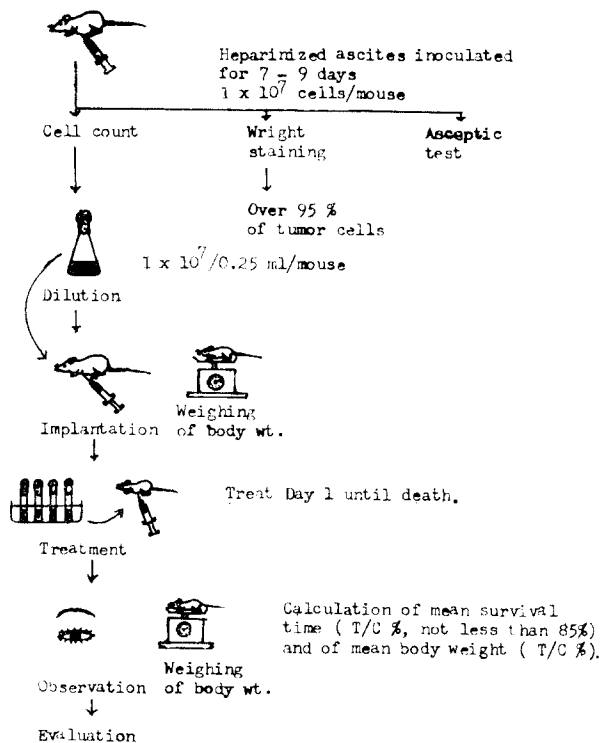 Heparinized ascites inoculated
for 7 - 9 days
1 x 10⁷ cells/mouse
Cell count
Wright
staining
Asceptic
test
Over 95 %
of tumor cells
1 x 10⁷/0.25 ml/mouse
Dilution
Implantation
Weighing
of body wt.
Treat Day 1 until death.
Treatment
Calculation of mean survival
time ( T/C %, not less than 85%)
and of mean body weight ( T/C %).
Observation
Weighing
of body wt.
Evaluation